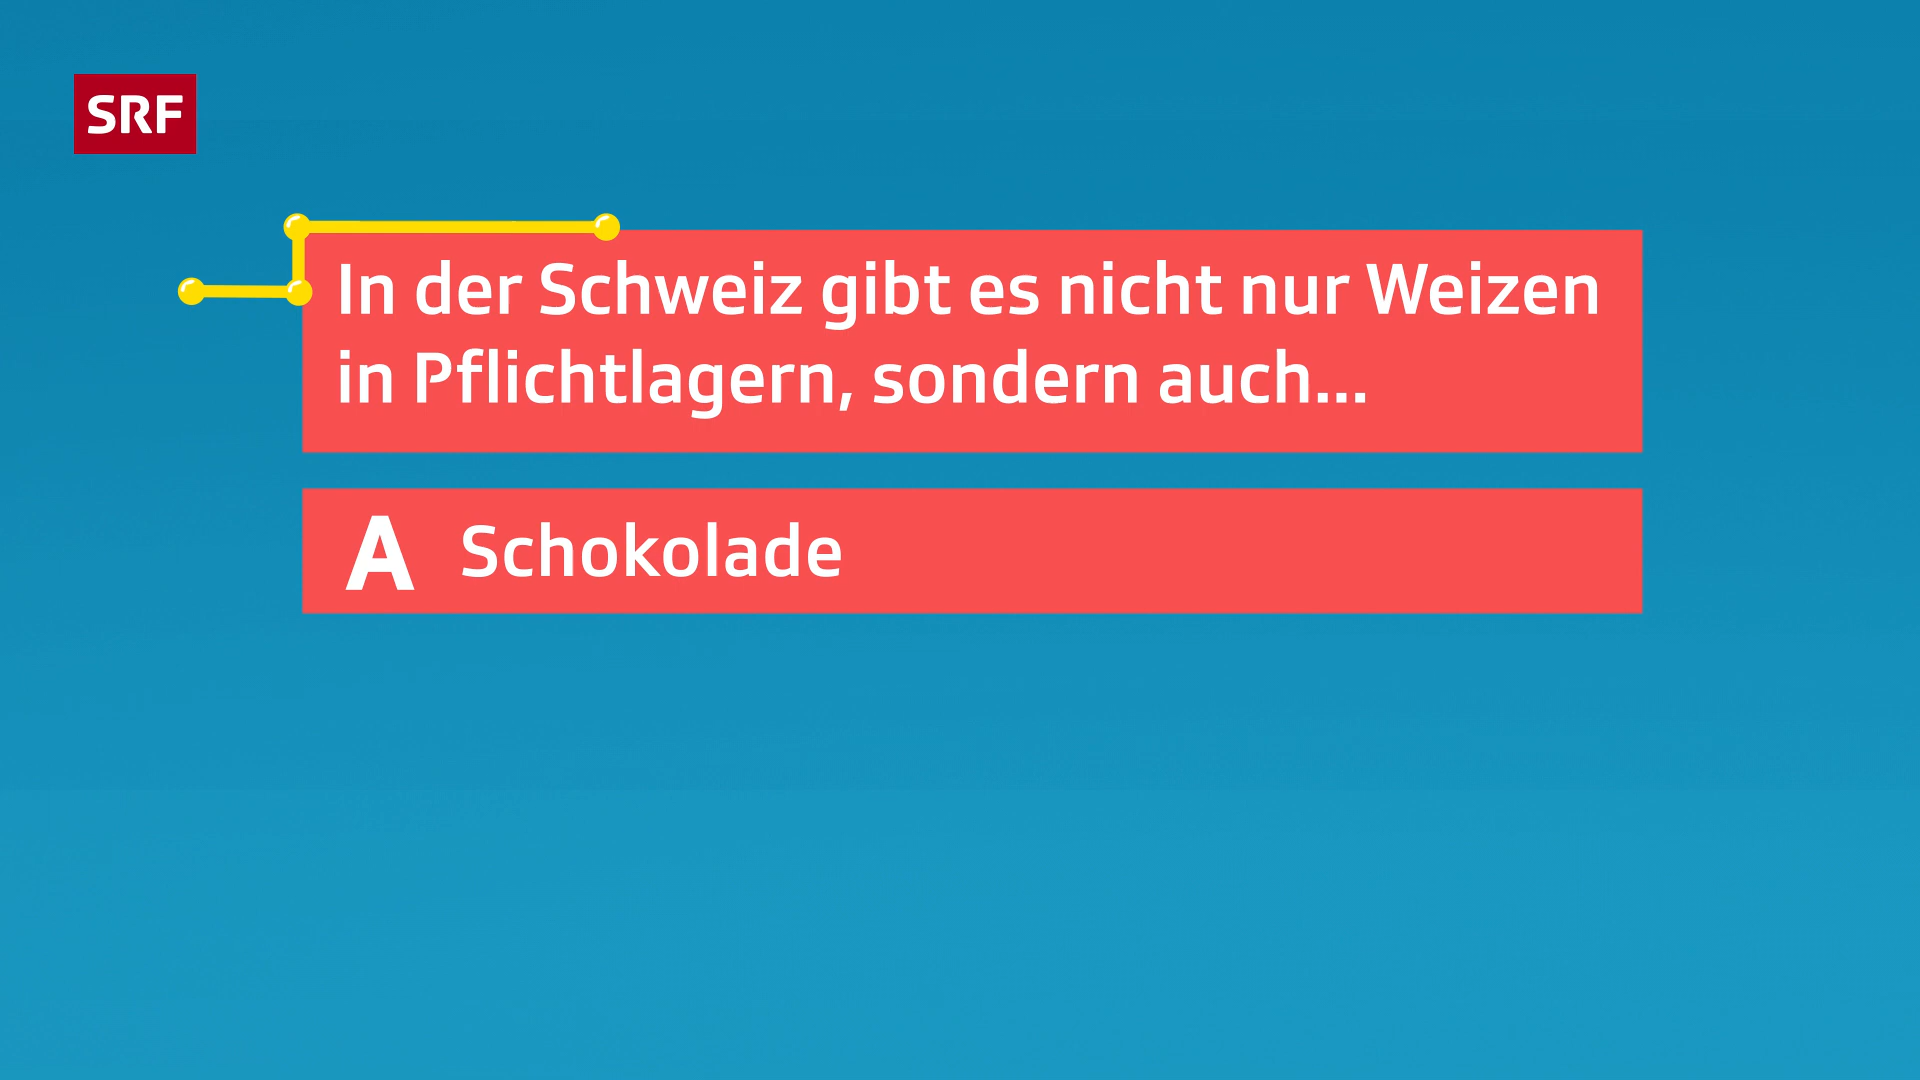 SRF
In der Schweiz gibt es nicht nur Weizen
in Pflichtlagern, sondern auch...
A Schokolade